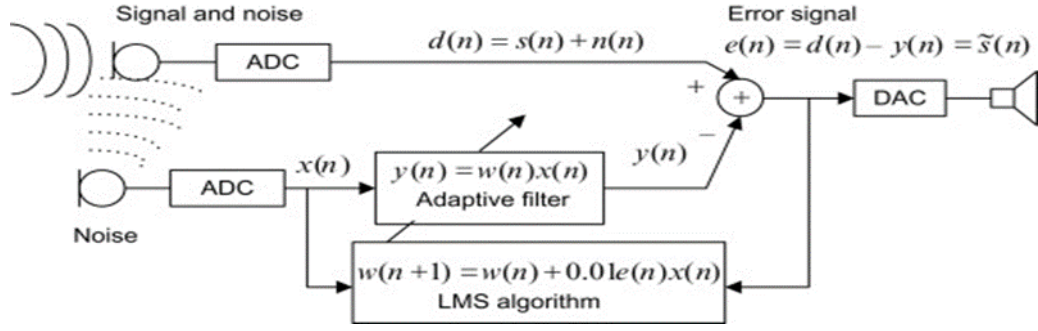 Signal and noise
Error signal
ADC
d(n) = s(n) + n(n)
e(n) = d(n) − y(n) = s̃(n)
+
+
DAC
−
x(n)
y(n)
ADC
y(n) = w(n)x(n)
Adaptive filter
Noise
w(n+1) = w(n) + 0.01e(n)x(n)
LMS algorithm